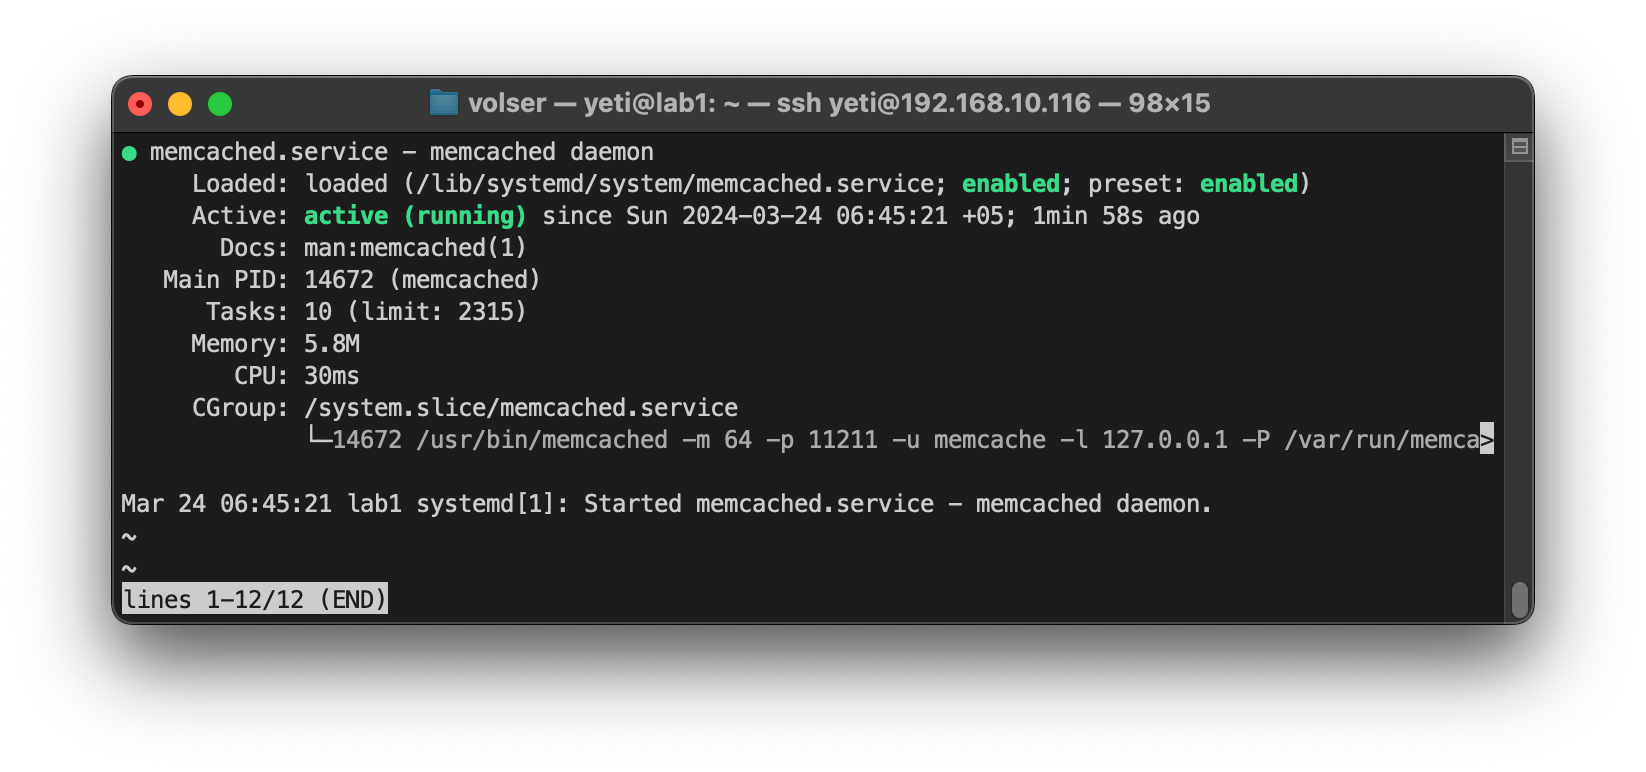 volser — yeti@lab1: ~ — ssh yeti@192.168.10.116 — 98×15
● memcached.service - memcached daemon
Loaded: loaded (/lib/systemd/system/memcached.service; enabled; preset: enabled)
Active: active (running) since Sun 2024-03-24 06:45:21 +05; 1min 58s ago
Docs: man:memcached(1)
Main PID: 14672 (memcached)
Tasks: 10 (limit: 2315)
Memory: 5.8M
CPU: 30ms
CGroup: /system.slice/memcached.service
└─14672 /usr/bin/memcached -m 64 -p 11211 -u memcache -l 127.0.0.1 -P /var/run/memca>
Mar 24 06:45:21 lab1 systemd[1]: Started memcached.service - memcached daemon.
~
~
lines 1-12/12 (END)